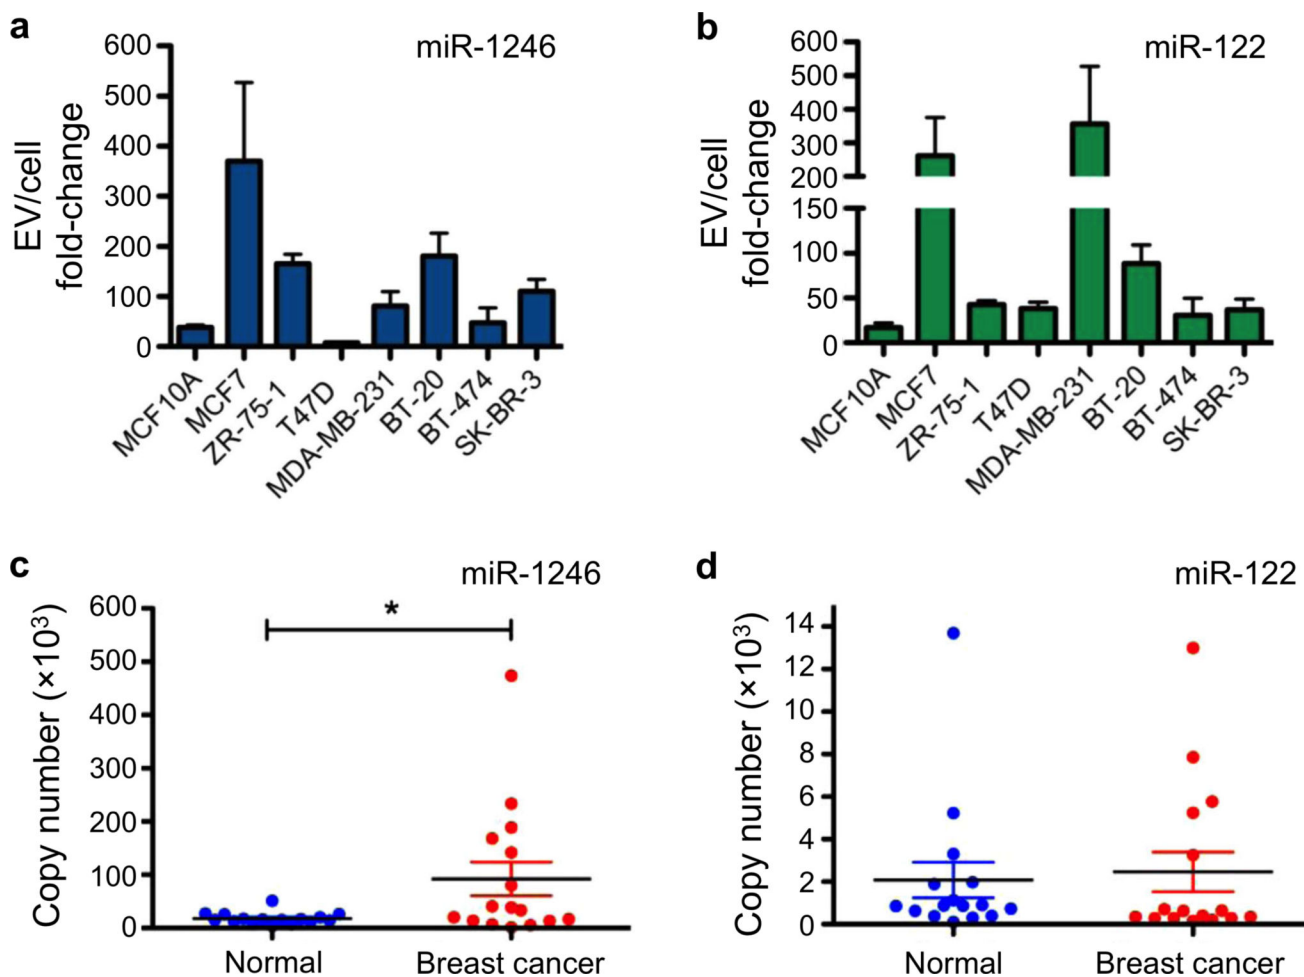 a
miR-1246
EV/cell
fold-change
600
500
400
300
200
100
0
MCF10A
MCF7
ZR-75-1
T47D
MDA-MB-231
BT-20
BT-474
SK-BR-3
b
miR-122
EV/cell
fold-change
600
500
400
300
200
150
100
50
0
MCF10A
MCF7
ZR-75-1
T47D
MDA-MB-231
BT-20
BT-474
SK-BR-3
c
miR-1246
Copy number (×10³)
600
500
400
300
200
100
0
*
Normal
Breast cancer
d
miR-122
Copy number (×10³)
14
12
10
8
6
4
2
0
Normal
Breast cancer